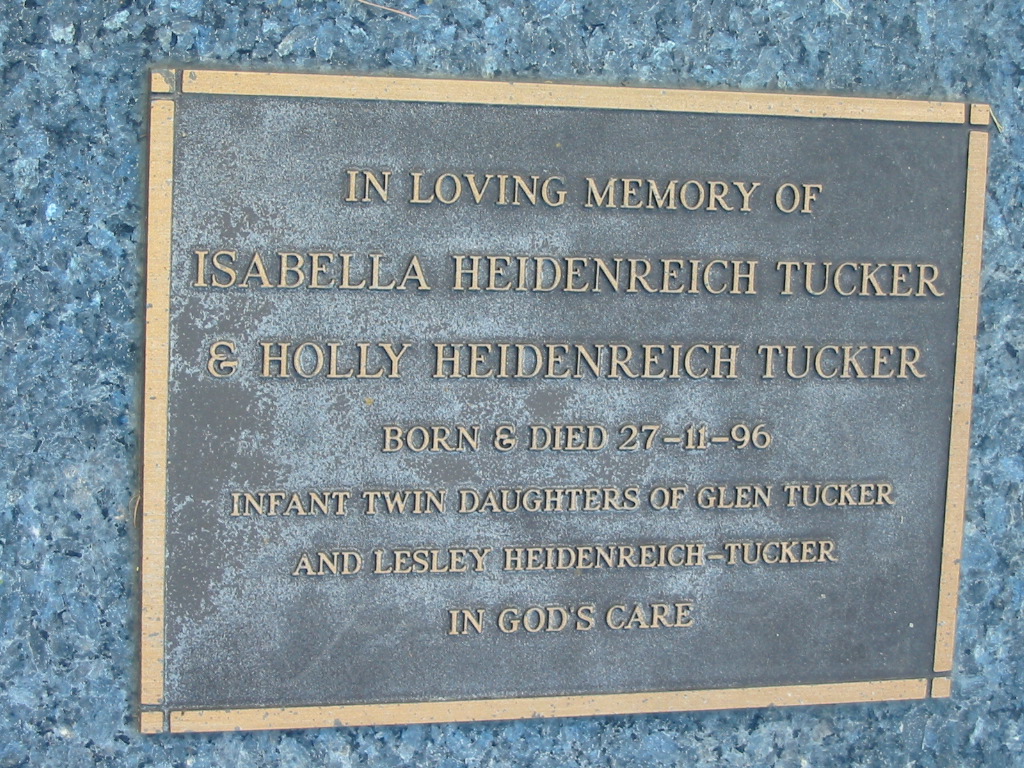 IN LOVING MEMORY OF
ISABELLA HEIDENREICH TUCKER
& HOLLY HEIDENREICH TUCKER
BORN & DIED 27-11-96
INFANT TWIN DAUGHTERS OF GLEN TUCKER
AND LESLEY HEIDENREICH-TUCKER
IN GOD'S CARE